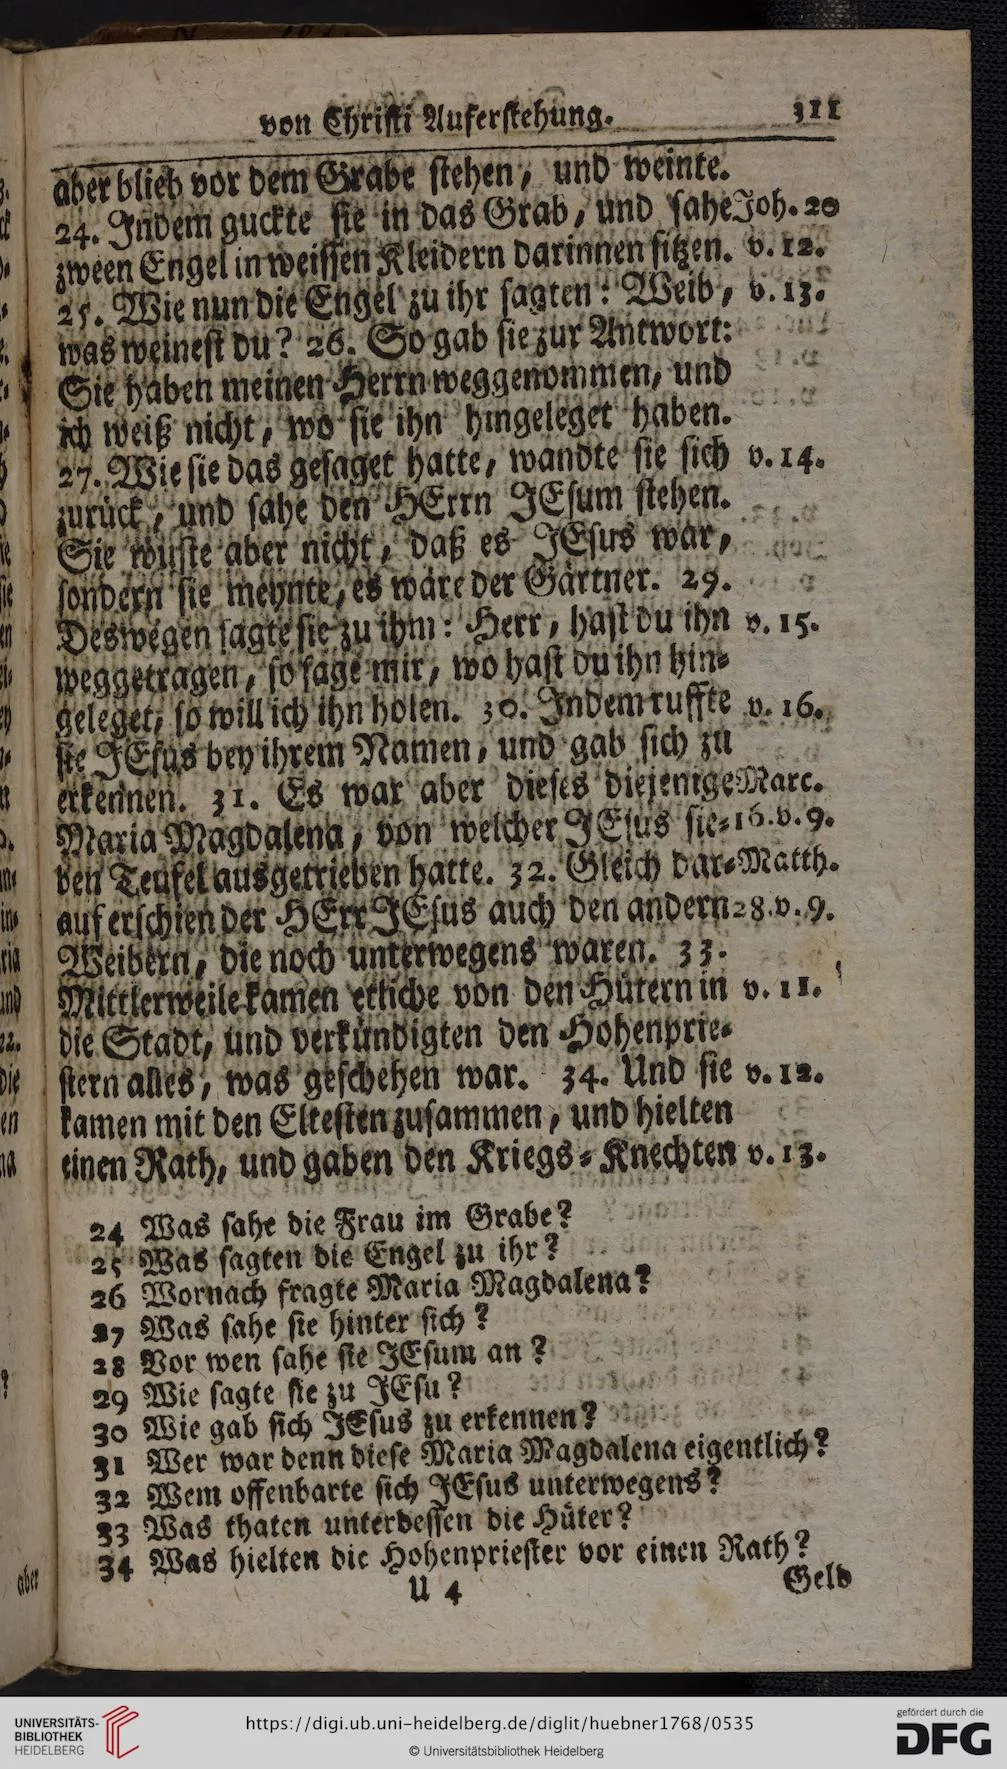 von Christi Auferstehung. 311
aber blieb vor dem Grabe stehen, und weinte.
24. Indem guckte sie in das Grab, und sahe Joh. 20
zween Engel in weissen Kleidern darinnen sitzen. v. 12.
25. Wie nun die Engel zu ihr sagten: Weib, v. 13.
was weinest du? 26. So gab sie zur Antwort:
Sie haben meinen Herrn weggenommen, und
ich weiß nicht, wo sie ihn hingeleget haben.
27. Wie sie das gesaget hatte, wandte sie sich v. 14.
zurück, und sahe den HErrn JEsum stehen.
Sie wuste aber nicht, daß es JEsus war,
sondern sie meynte, es wäre der Gärtner. 29.
Deswegen sagte sie zu ihm: Herr, hast du ihn v. 15.
weggetragen, so sage mir, wo hast du ihn hin-
geleget, so will ich ihn holen. 30. Indem ruffte v. 16.
sie JEsus bey ihrem Namen, und gab sich zu
erkennen. 31. Es war aber dieses diejenige Marc.
Maria Magdalena, von welcher JEsus sie- 16. v. 9.
ben Teufel ausgetrieben hatte. 32. Gleich dar- Matth.
auf erschien der HErr JEsus auch den andern 28. v. 9.
Weibern, die noch unterwegens waren. 33.
Mittlerweile kamen etliche von den Hütern in v. 11.
die Stadt, und verkündigten den Hohenprie-
stern alles, was geschehen war. 34. Und sie v. 12.
kamen mit den Eltesten zusammen, und hielten
einen Rath, und gaben den Kriegs-Knechten v. 13.
24 Was sahe die Frau im Grabe?
25 Was sagten die Engel zu ihr?
26 Wornach fragte Maria Magdalena?
27 Was sahe sie hinter sich?
28 Vor wen sahe sie JEsum an?
29 Wie sagte sie zu JEsu?
30 Wie gab sich JEsus zu erkennen?
31 Wer war denn diese Maria Magdalena eigentlich?
32 Wem offenbarte sich JEsus unterwegens?
33 Was thaten unterdessen die Hüter?
34 Was hielten die Hohenpriester vor einen Rath?
U 4 Geld
aber
UNIVERSITÄTS-
BIBLIOTHEK
HEIDELBERG
https://digi.ub.uni-heidelberg.de/diglit/huebner1768/0535
© Universitätsbibliothek Heidelberg
gefördert durch die
DFG